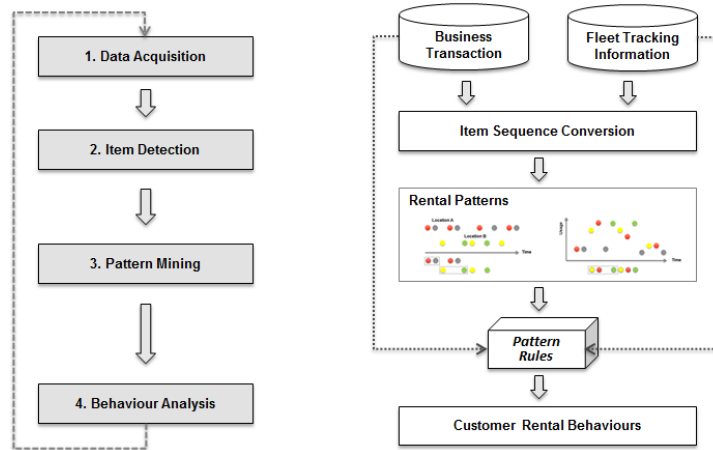 1. Data Acquisition
2. Item Detection
3. Pattern Mining
4. Behaviour Analysis
Business
Transaction
Fleet Tracking
Information
Item Sequence Conversion
Rental Patterns
Location A
Location B
Time
Usage
Time
Pattern
Rules
Customer Rental Behaviours